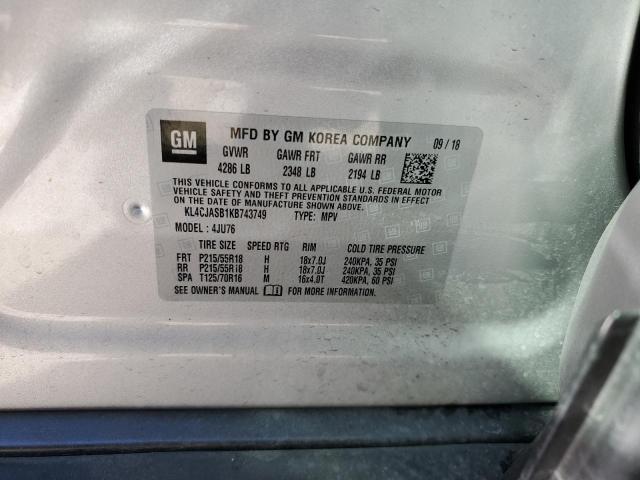 GM MFD BY GM KOREA COMPANY 09/18
GVWR GAWR FRT GAWR RR
4286 LB 2348 LB 2194 LB
THIS VEHICLE CONFORMS TO ALL APPLICABLE U.S. FEDERAL MOTOR
VEHICLE SAFETY AND THEFT PREVENTION STANDARDS IN EFFECT
ON THE DATE OF MANUFACTURE SHOWN ABOVE.
KL4CJASB1KB743749 TYPE: MPV
MODEL: 4JU76
TIRE SIZE SPEED RTG RIM COLD TIRE PRESSURE
FRT P215/55R18 H 18x7.0J 240KPA, 35 PSI
RR P215/55R18 H 18x7.0J 240KPA, 35 PSI
SPA T125/70R16 M 16x4.0T 420KPA, 60 PSI
SEE OWNER'S MANUAL FOR MORE INFORMATION.